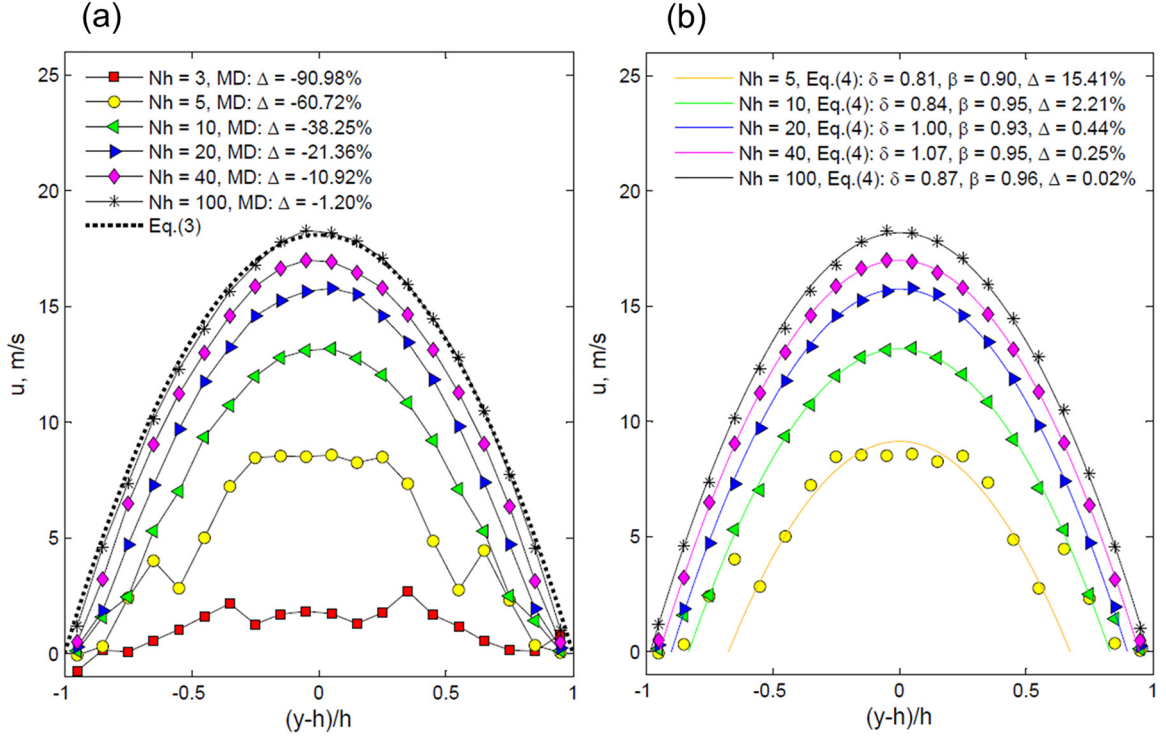 (a)
25
20
15
10
5
0
u, m/s
Nh = 3, MD: Δ = -90.98%
Nh = 5, MD: Δ = -60.72%
Nh = 10, MD: Δ = -38.25%
Nh = 20, MD: Δ = -21.36%
Nh = 40, MD: Δ = -10.92%
Nh = 100, MD: Δ = -1.20%
Eq.(3)
-1 -0.5 0 0.5 1
(y-h)/h
(b)
25
20
15
10
5
0
u, m/s
Nh = 5, Eq.(4): δ = 0.81, β = 0.90, Δ = 15.41%
Nh = 10, Eq.(4): δ = 0.84, β = 0.95, Δ = 2.21%
Nh = 20, Eq.(4): δ = 1.00, β = 0.93, Δ = 0.44%
Nh = 40, Eq.(4): δ = 1.07, β = 0.95, Δ = 0.25%
Nh = 100, Eq.(4): δ = 0.87, β = 0.96, Δ = 0.02%
-1 -0.5 0 0.5 1
(y-h)/h